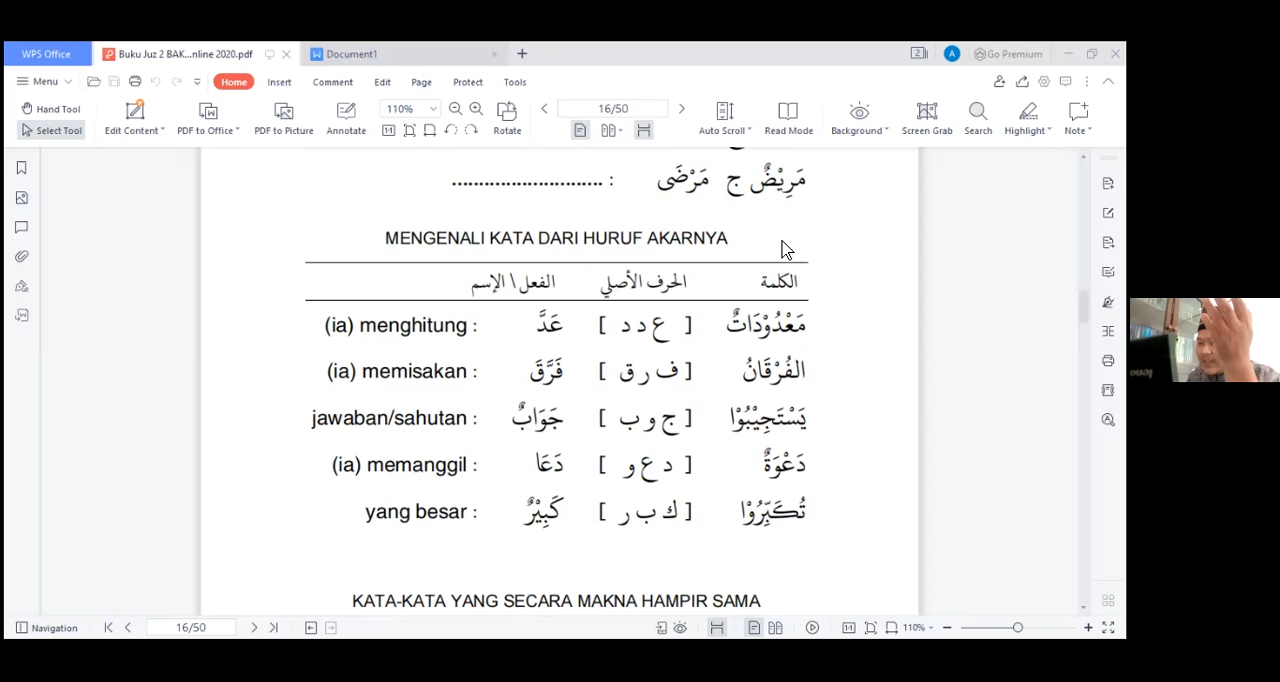 WPS Office Buku Juz 2 BAK...nline 2020.pdf Document1 Go Premium
Menu Home Insert Comment Edit Page Protect Tools
Hand Tool 110% 16/50
Select Tool Edit Content PDF to Office PDF to Picture Annotate Rotate Auto Scroll Read Mode Background Screen Grab Search Highlight Note
مَرِيْضٌ ج مَرْضَى : ............................
MENGENALI KATA DARI HURUF AKARNYA
الكلمة الحرف الأصلي الفعل \ الإسم
مَعْدُوْدَاتٌ [ ع د د ] عَدَّ : (ia) menghitung
الفُرْقَانُ [ ف ر ق ] فَرَّقَ : (ia) memisakan
يَسْتَجِيْبُوْا [ ج و ب ] جَوَابٌ : jawaban/sahutan
دَعْوَةٌ [ د ع و ] دَعَا : (ia) memanggil
تُكَبِّرُوْا [ ك ب ر ] كَبِيْرٌ : yang besar
KATA-KATA YANG SECARA MAKNA HAMPIR SAMA
Navigation 16/50 110%